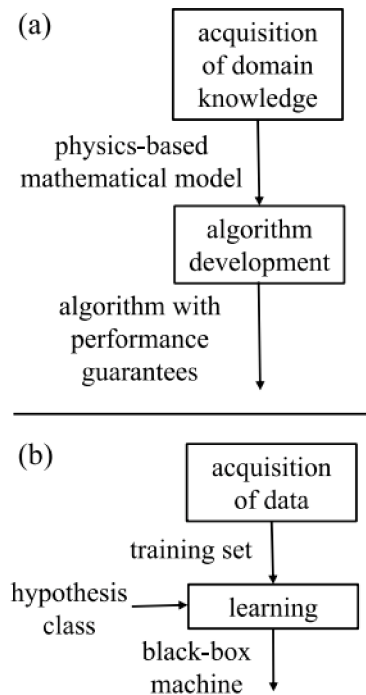 (a)
acquisition
of domain
knowledge
physics-based
mathematical model
algorithm
development
algorithm with
performance
guarantees
(b)
acquisition
of data
training set
hypothesis
class
learning
black-box
machine